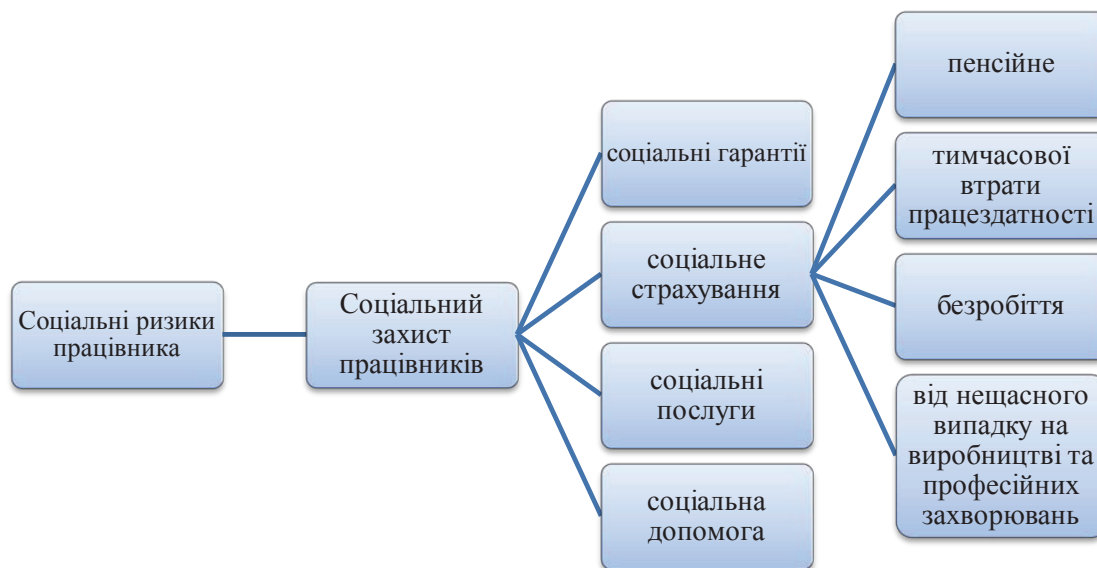 Соціальні ризики
працівника
Соціальний
захист
працівників
соціальні гарантії
соціальне
страхування
соціальні
послуги
соціальна
допомога
пенсійне
тимчасової
втрати
працездатності
безробіття
від нещасного
випадку на
виробництві та
професійних
захворювань